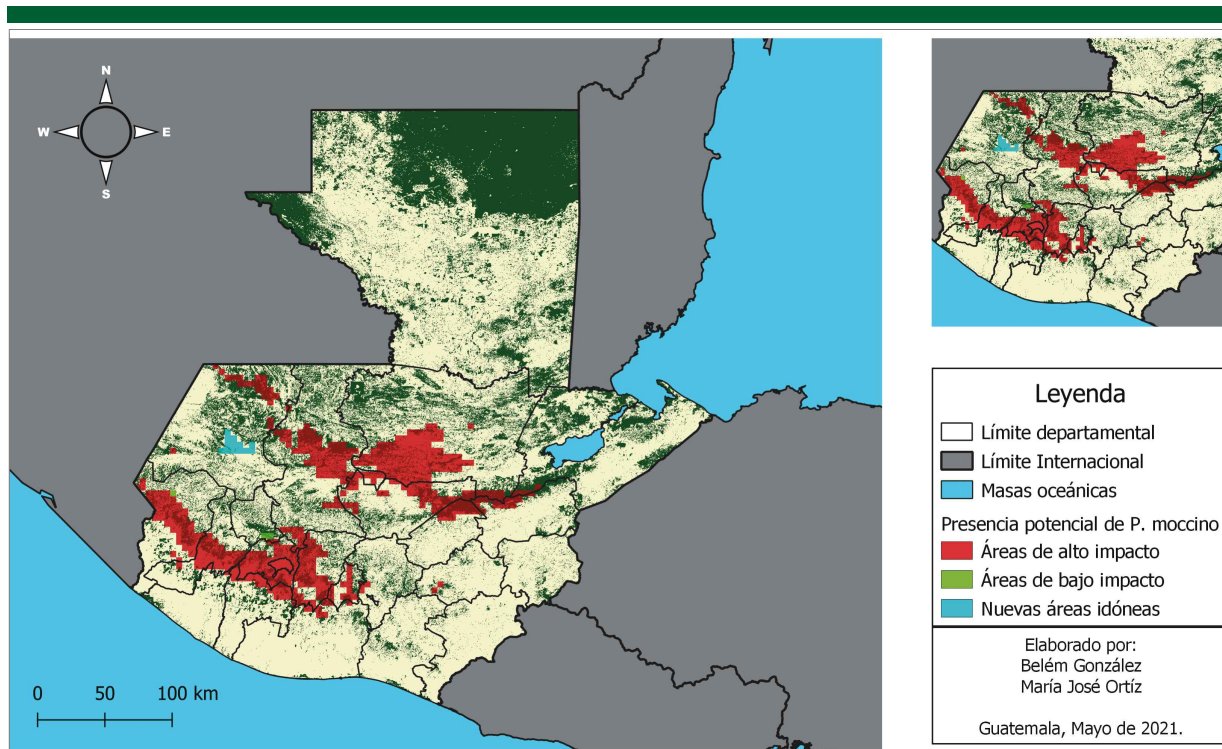 N
W E
S
0 50 100 km
Leyenda
Límite departamental
Límite Internacional
Masas oceánicas
Presencia potencial de P. moccino
Áreas de alto impacto
Áreas de bajo impacto
Nuevas áreas idóneas
Elaborado por:
Belém González
María José Ortíz
Guatemala, Mayo de 2021.